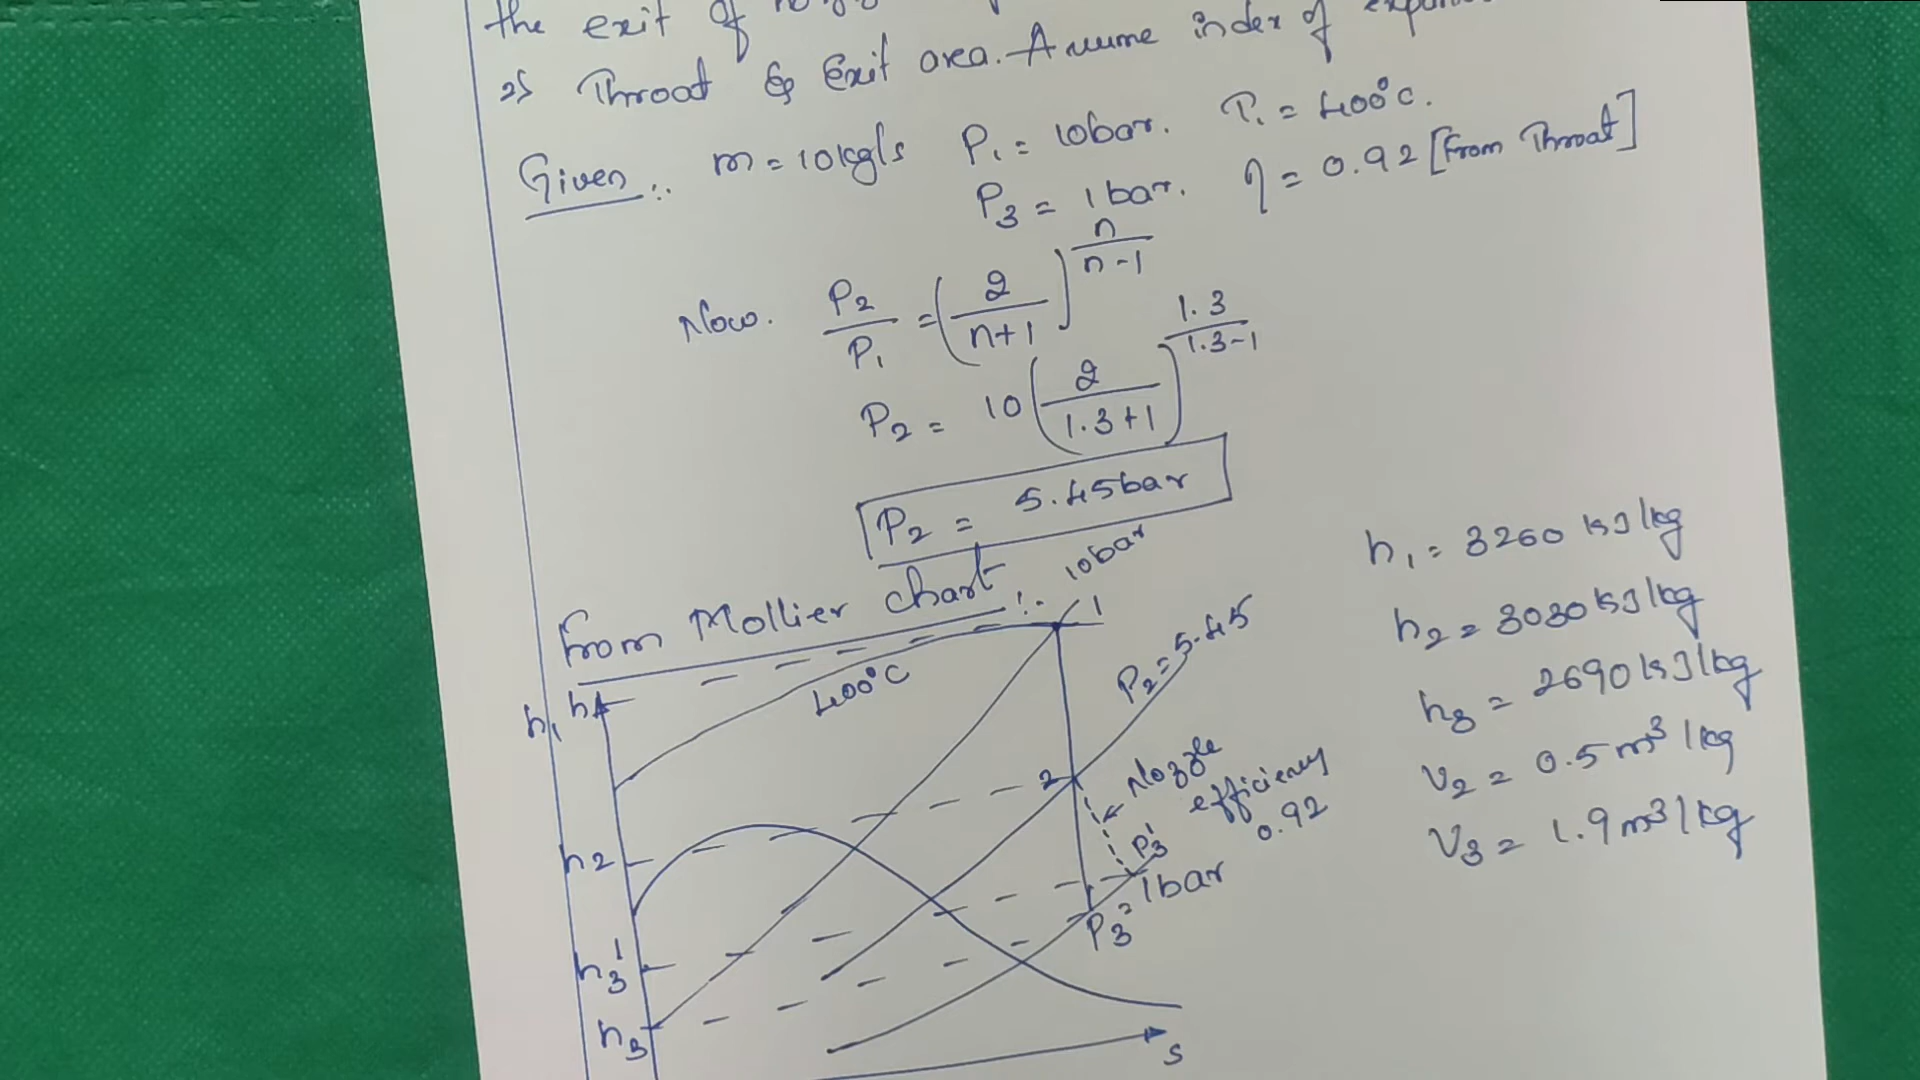 the exit of
2) Throat & Exit area. Assume index of
Given :. m = 10kg/s P₁ = 10bar. T₁ = 400°C.
P₃ = 1bar. η = 0.92 [From Throat]
Now. P₂/P₁ = (2/(n+1))^(n/(n-1))
P₂ = 10(2/(1.3+1))^(1.3/(1.3-1))
P₂ = 5.45bar
From Mollier chart :.
10bar
1
h₁ h
400°C
P₂=5.45
2
Nozzle
efficiency
0.92
h₂
P₃'
1bar
P₃=
h₃'
h₃
s
h₁ = 3260 kJ/kg
h₂ = 3030 kJ/kg
h₃ = 2690 kJ/kg
V₂ = 0.5 m³/kg
V₃ = 1.9 m³/kg